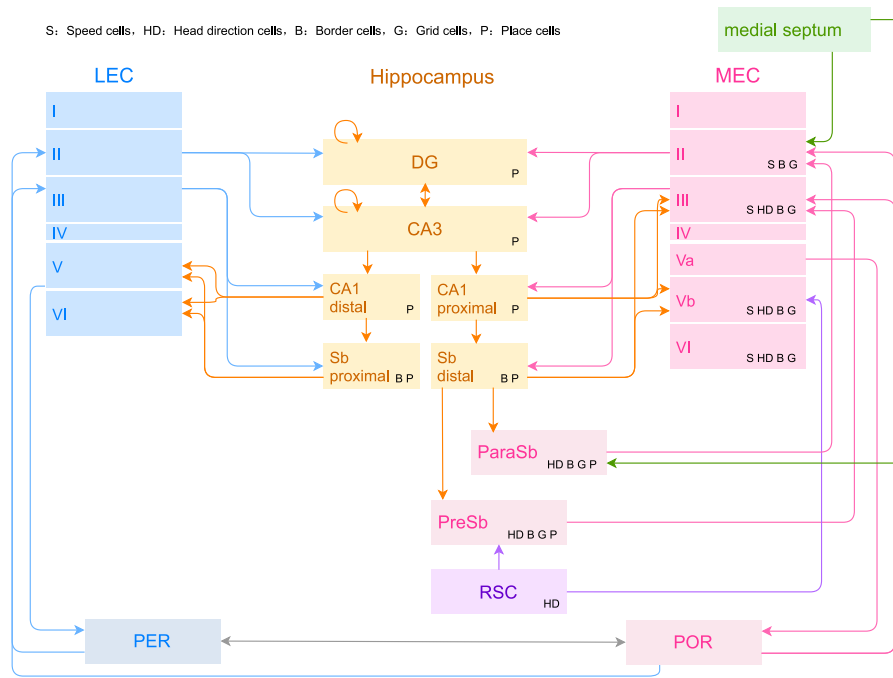 S: Speed cells, HD: Head direction cells, B: Border cells, G: Grid cells, P: Place cells
medial septum
LEC
Hippocampus
MEC
I
II
III
IV
V
VI
DG
P
CA3
P
CA1
distal
P
CA1
proximal
P
Sb
proximal
B P
Sb
distal
B P
I
II
S B G
III
S HD B G
IV
Va
Vb
S HD B G
VI
S HD B G
ParaSb
HD B G P
PreSb
HD B G P
RSC
HD
PER
POR